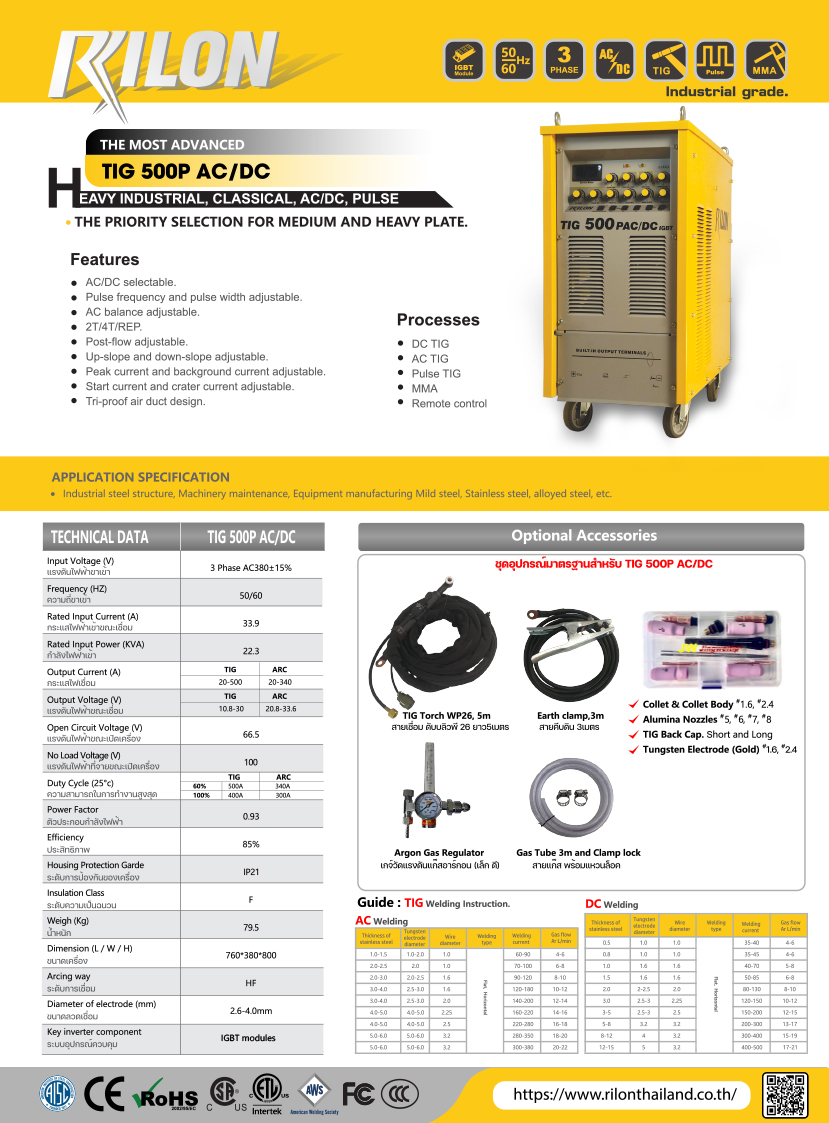 RILON
IGBT
Module
50
60
Hz
3
PHASE
AC
DC
TIG
Pulse
MMA
Industrial grade.
THE MOST ADVANCED
TIG 500P AC/DC
HEAVY INDUSTRIAL, CLASSICAL, AC/DC, PULSE
• THE PRIORITY SELECTION FOR MEDIUM AND HEAVY PLATE.
RILON
TIG 500 PAC/DC IGBT
RILON
BUILT-IN OUTPUT TERMINALS
Features
• AC/DC selectable.
• Pulse frequency and pulse width adjustable.
• AC balance adjustable.
• 2T/4T/REP.
• Post-flow adjustable.
• Up-slope and down-slope adjustable.
• Peak current and background current adjustable.
• Start current and crater current adjustable.
• Tri-proof air duct design.
Processes
• DC TIG
• AC TIG
• Pulse TIG
• MMA
• Remote control
APPLICATION SPECIFICATION
• Industrial steel structure, Machinery maintenance, Equipment manufacturing Mild steel, Stainless steel, alloyed steel, etc.
TECHNICAL DATA TIG 500P AC/DC
Input Voltage (V) 3 Phase AC380±15%
แรงดันไฟฟ้าขาเข้า
Frequency (HZ) 50/60
ความถี่ขาเข้า
Rated Input Current (A) 33.9
กระแสไฟฟ้าเข้าขณะเชื่อม
Rated Input Power (KVA) 22.3
กำลังไฟฟ้าเข้า
Output Current (A) TIG ARC
กระแสไฟเชื่อม 20-500 20-340
Output Voltage (V) TIG ARC
แรงดันไฟฟ้าขณะเชื่อม 10.8-30 20.8-33.6
Open Circuit Voltage (V) 66.5
แรงดันไฟฟ้าขณะเปิดเครื่อง
No Load Voltage (V) 100
แรงดันไฟฟ้าที่จ่ายขณะเปิดเครื่อง
Duty Cycle (25°c) TIG ARC
60% 500A 340A
ความสามารถในการทำงานสูงสุด 100% 400A 300A
Power Factor 0.93
ตัวประกอบกำลังไฟฟ้า
Efficiency 85%
ประสิทธิภาพ
Housing Protection Garde IP21
ระดับการป้องกันของเครื่อง
Insulation Class F
ระดับความเป็นฉนวน
Weigh (Kg) 79.5
น้ำหนัก
Dimension (L / W / H) 760*380*800
ขนาดเครื่อง
Arcing way HF
ระดับการเชื่อม
Diameter of electrode (mm) 2.6-4.0mm
ขนาดลวดเชื่อม
Key inverter component IGBT modules
ระบบอุปกรณ์ควบคุม
Optional Accessories
ชุดอุปกรณ์มาตรฐานสำหรับ TIG 500P AC/DC
TIG Torch WP26, 5m
สายเชื่อม ดับบลิวพี 26 ยาว5เมตร
Earth clamp,3m
สายคีบดิน 3เมตร
Collet & Collet Body #1.6, #2.4
Alumina Nozzles #5, #6, #7, #8
TIG Back Cap. Short and Long
Tungsten Electrode (Gold) #1.6, #2.4
Argon Gas Regulator
เกจ์วัดแรงดันแก๊สอาร์กอน (เล็ก ดี)
Gas Tube 3m and Clamp lock
สายแก๊ส พร้อมแหวนล็อค
Guide : TIG Welding Instruction.
AC Welding
Thickness of stainless steel Tungsten electrode diameter Wire diameter Welding type Welding current Gas flow Ar L/min
1.0-1.5 1.0-2.0 1.0 60-90 4-6
2.0-2.5 2.0 1.0 70-100 6-8
2.0-3.0 2.0-2.5 1.6 90-120 8-10
3.0-4.0 2.5-3.0 1.6 120-180 10-12
3.0-4.0 2.5-3.0 2.0 140-200 12-14
4.0-5.0 4.0-5.0 2.25 160-220 14-16
4.0-5.0 4.0-5.0 2.5 220-280 16-18
5.0-6.0 5.0-6.0 3.2 280-350 18-20
5.0-6.0 5.0-6.0 3.2 300-380 20-22
Flat, Horizontal
DC Welding
Thickness of stainless steel Tungsten electrode diameter Wire diameter Welding type Welding current Gas flow Ar L/min
0.5 1.0 1.0 35-40 4-6
0.8 1.0 1.0 35-45 4-6
1.0 1.6 1.6 40-70 5-8
1.5 1.6 1.6 50-85 6-8
2.0 2-2.5 2.0 80-130 8-10
3.0 2.5-3 2.25 120-150 10-12
3-5 2.5-3 2.5 150-200 12-15
5-8 3.2 3.2 200-300 13-17
8-12 4 3.2 300-400 15-19
12-15 5 3.2 400-500 17-21
Flat, Horizontal
AISC
CE
RoHS
2002/95/EC
C SA US
®
C ETL US
Intertek
AWS
American Welding Society
FC
CCC
https://www.rilonthailand.co.th/